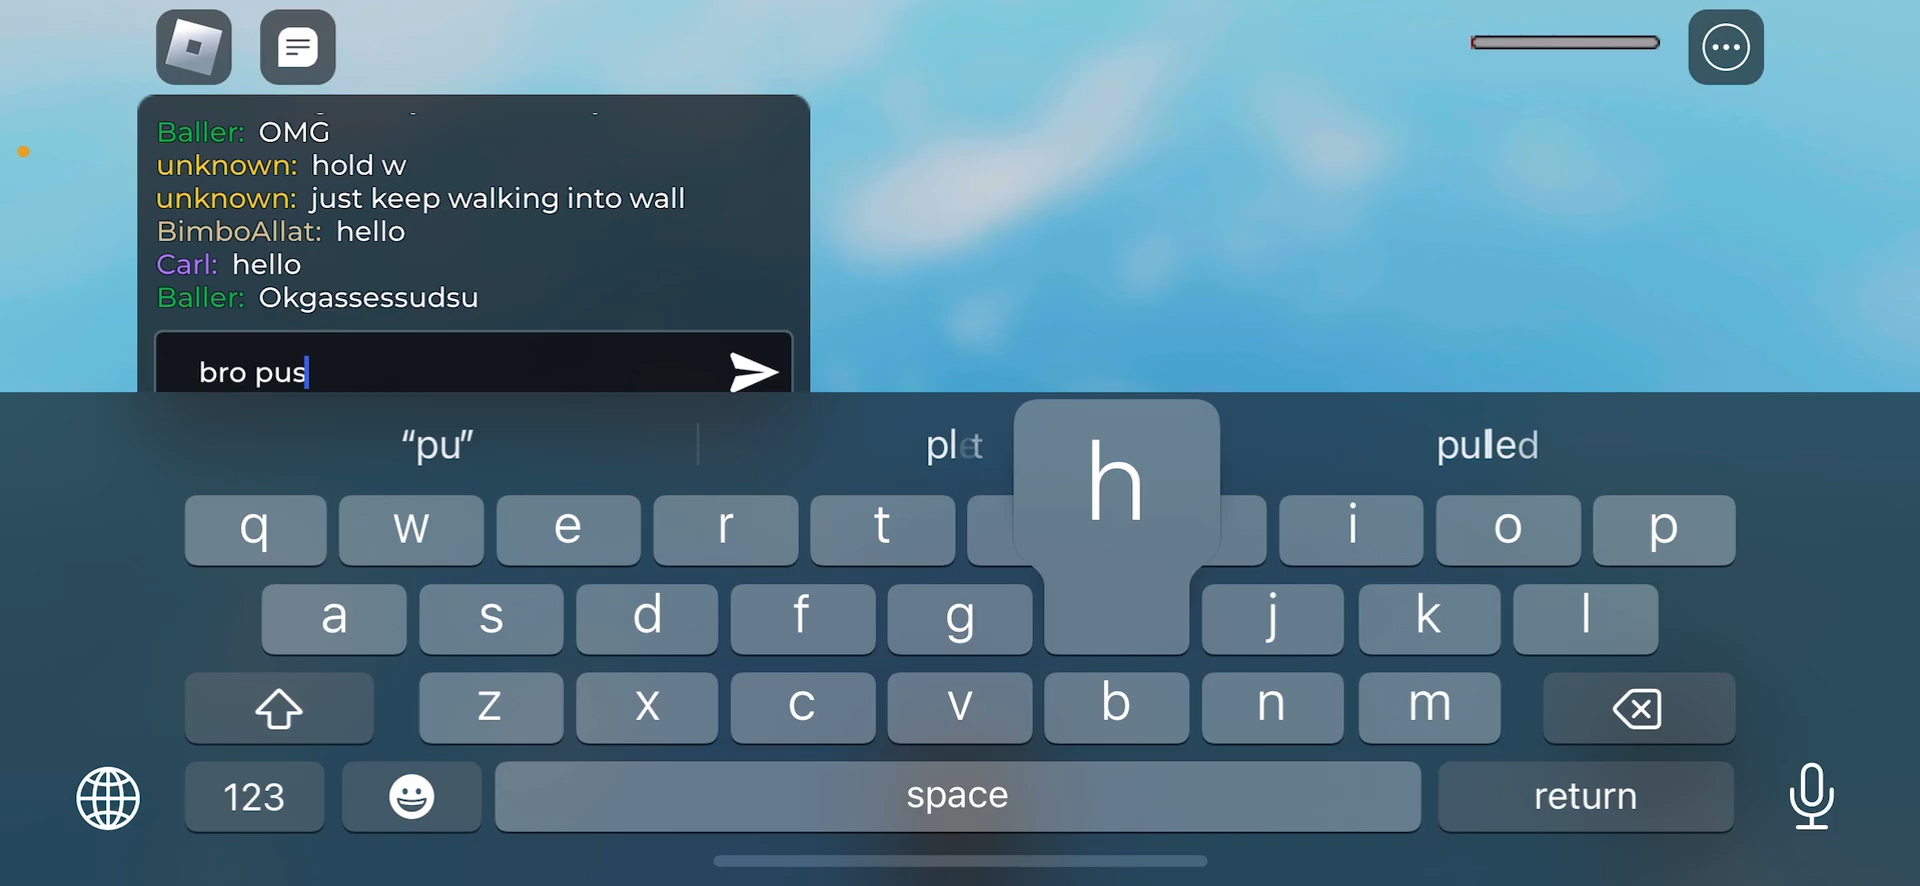 Baller: OMG
unknown: hold w
unknown: just keep walking into wall
BimboAllat: hello
Carl: hello
Baller: Okgassessudsu
bro pus
“pu” puled
h
q w e r t i o p
a s d f g j k l
z x c v b n m
123 space return